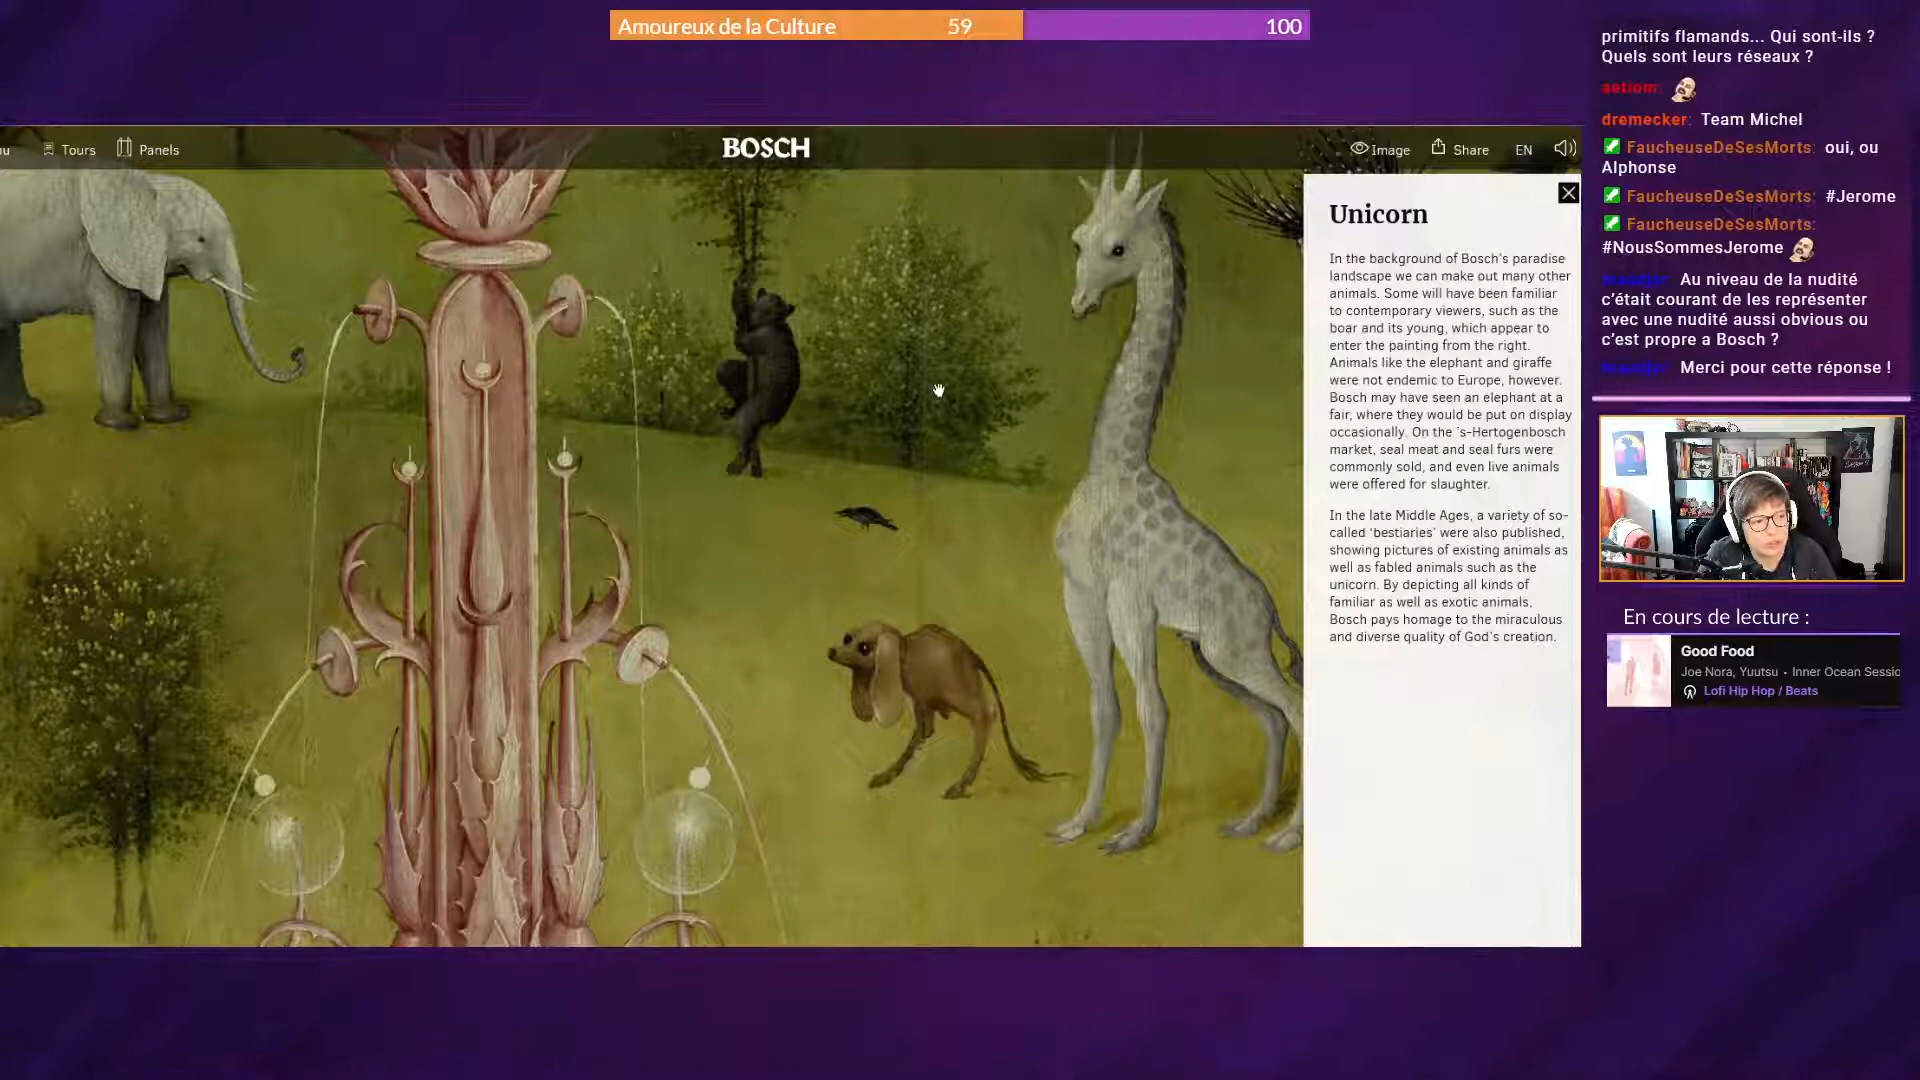 Amoureux de la Culture 59 100
Tours
Panels
BOSCH
Image
Share
EN
Unicorn
In the background of Bosch's paradise
landscape we can make out many other
animals. Some will have been familiar
to contemporary viewers, such as the
boar and its young, which appear to
enter the painting from the right.
Animals like the elephant and giraffe
were not endemic to Europe, however.
Bosch may have seen an elephant at a
fair, where they would be put on display
occasionally. On the 's-Hertogenbosch
market, seal meat and seal furs were
commonly sold, and even live animals
were offered for slaughter.
In the late Middle Ages, a variety of so-
called 'bestiaries' were also published,
showing pictures of existing animals as
well as fabled animals such as the
unicorn. By depicting all kinds of
familiar as well as exotic animals,
Bosch pays homage to the miraculous
and diverse quality of God's creation.
primitifs flamands... Qui sont-ils ?
Quels sont leurs réseaux ?
aetiom:
dremecker: Team Michel
FaucheuseDeSesMorts: oui, ou
Alphonse
FaucheuseDeSesMorts: #Jerome
FaucheuseDeSesMorts:
#NousSommesJerome
Au niveau de la nudité
c'était courant de les représenter
avec une nudité aussi obvious ou
c'est propre a Bosch ?
Merci pour cette réponse !
En cours de lecture :
Good Food
Joe Nora, Yuutsu • Inner Ocean Sessio
Lofi Hip Hop / Beats